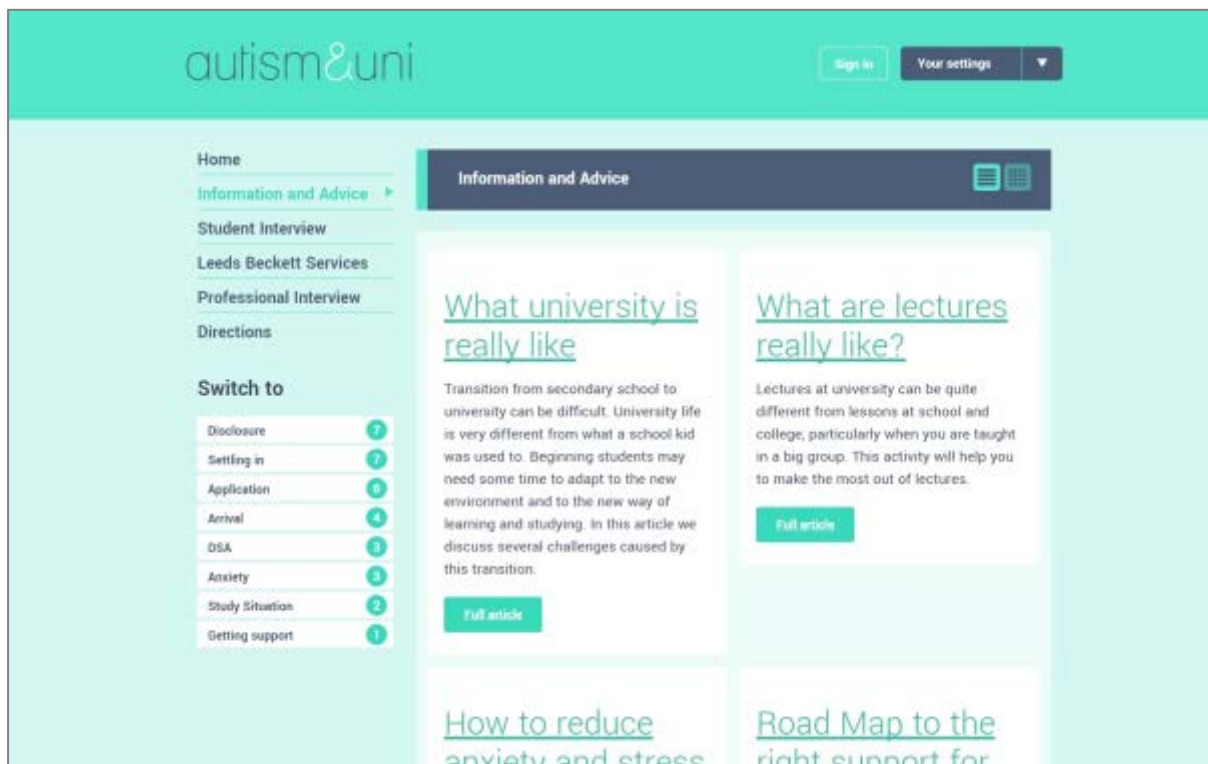 autism&uni
Sign in
Your settings
Home
Information and Advice
Student Interview
Leeds Beckett Services
Professional Interview
Directions
Switch to
Disclosure 7
Settling in 7
Application 6
Arrival 4
DSA 3
Anxiety 3
Study Situation 2
Getting support 1
Information and Advice
What university is
really like
Transition from secondary school to
university can be difficult. University life
is very different from what a school kid
was used to. Beginning students may
need some time to adapt to the new
environment and to the new way of
learning and studying. In this article we
discuss several challenges caused by
this transition.
Full article
What are lectures
really like?
Lectures at university can be quite
different from lessons at school and
college, particularly when you are taught
in a big group. This activity will help you
to make the most out of lectures.
Full article
How to reduce
anxiety and stress
Road Map to the
right support for